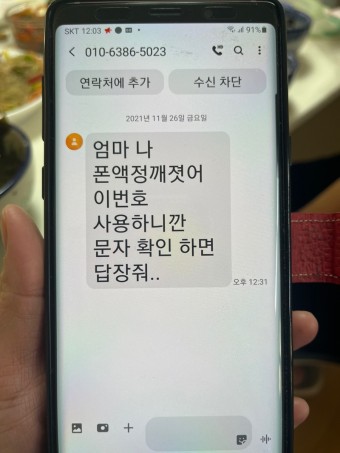 SKT 12:03 91%
010-6386-5023
연락처에 추가 수신 차단
2021년 11월 26일 금요일
엄마 나
폰액정깨졋어
이번호
사용하니깐
문자 확인 하면
답장줘..
오후 12:31